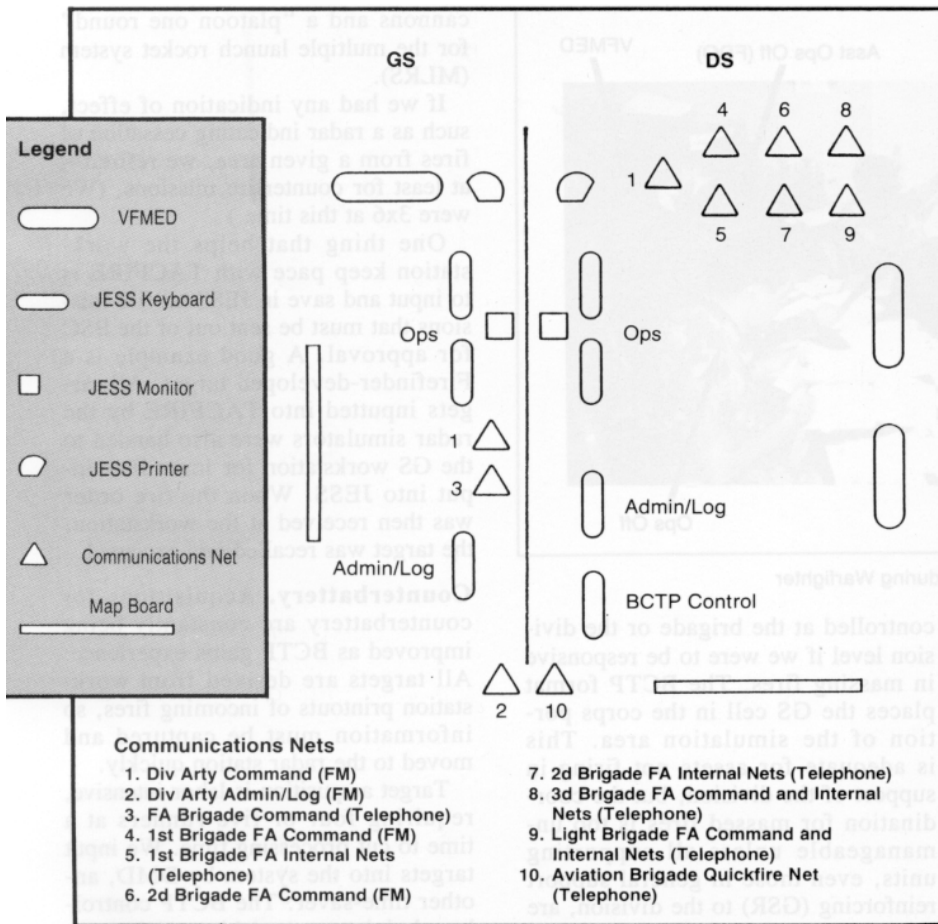 GS
DS
Legend
VFMED
JESS Keyboard
JESS Monitor
JESS Printer
Communications Net
Map Board
4
6
8
1
5
7
9
Ops
Ops
1
3
Admin/Log
Admin/Log
BCTP Control
2
10
Communications Nets
1. Div Arty Command (FM)
2. Div Arty Admin/Log (FM)
3. FA Brigade Command (Telephone)
4. 1st Brigade FA Command (FM)
5. 1st Brigade FA Internal Nets
(Telephone)
6. 2d Brigade FA Command (FM)
7. 2d Brigade FA Internal Nets (Telephone)
8. 3d Brigade FA Command and Internal
Nets (Telephone)
9. Light Brigade FA Command and
Internal Nets (Telephone)
10. Aviation Brigade Quickfire Net
(Telephone)